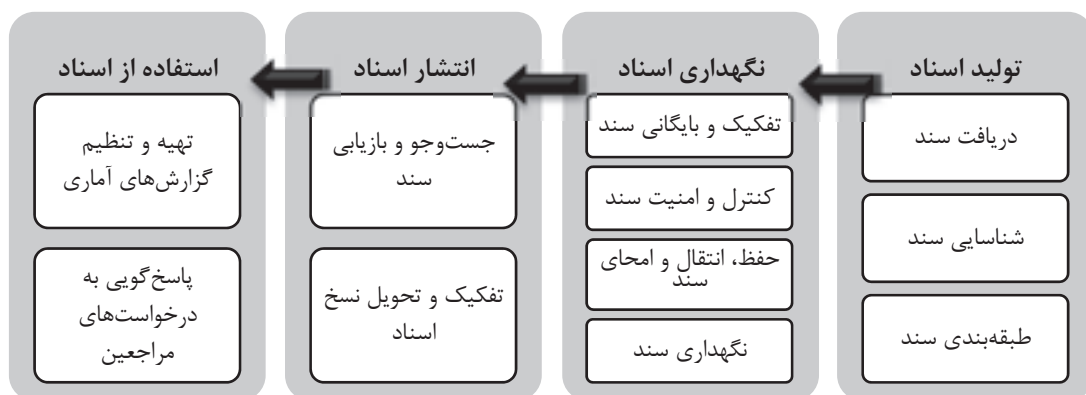 تولید اسناد
دریافت سند
شناسایی سند
طبقه‌بندی سند
نگهداری اسناد
تفکیک و بایگانی سند
کنترل و امنیت سند
حفظ، انتقال و امحای
سند
نگهداری سند
انتشار اسناد
جست‌وجو و بازیابی
سند
تفکیک و تحویل نسخ
اسناد
استفاده از اسناد
تهیه و تنظیم
گزارش‌های آماری
پاسخ‌گویی به
درخواست‌های
مراجعین